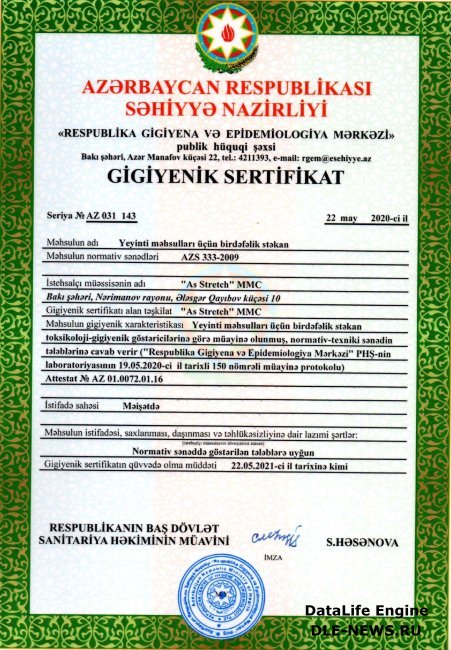 AZƏRBAYCAN RESPUBLİKASI
SƏHİYYƏ NAZİRLİYİ
«RESPUBLİKA GİGİYENA VƏ EPİDEMİOLOGİYA MƏRKƏZİ»
publik hüquqi şəxsi
Bakı şəhəri, Azər Manafov küçəsi 22, tel.: 4211393, e-mail: rgem@esehiyye.az
GİGİYENİK SERTİFİKAT
Seriya № AZ 031 143
22 may 2020-ci il
Məhsulun adı Yeyinti məhsulları üçün birdəfəlik stəkan
Məhsulun normativ sənədləri AZS 333-2009
İstehsalçı müəssisənin adı "As Stretch" MMC
Bakı şəhəri, Nərimanov rayonu, Ələsgər Qayıbov küçəsi 10
Gigiyenik sertifikatı alan təşkilat "As Stretch" MMC
Məhsulun gigiyenik xarakteristikası Yeyinti məhsulları üçün birdəfəlik stəkan
toksikoloji-gigiyenik göstəricilərinə görə müayinə olunmuş, normativ-texniki sənədin
tələblərinə cavab verir ("Respublika Gigiyena və Epidemiologiya Mərkəzi" PHŞ-nin
laboratoriyasının 19.05.2020-ci il tarixli 150 nömrəli müayinə protokolu)
Attestat № AZ 01.0072.01.16
İstifadə sahəsi Məişətdə
Məhsulun istifadəsi, saxlanması, daşınması və təhlükəsizliyinə dair lazımi şərtlər:
Normativ sənəddə göstərilən tələblərə uyğun
Gigiyenik sertifikatın qüvvədə olma müddəti 22.05.2021-ci il tarixinə kimi
RESPUBLİKANIN BAŞ DÖVLƏT
SANİTARİYA HƏKİMİNİN MÜAVİNİ
İMZA
S.HƏSƏNOVA
DataLife Engine
DLE-NEWS.RU